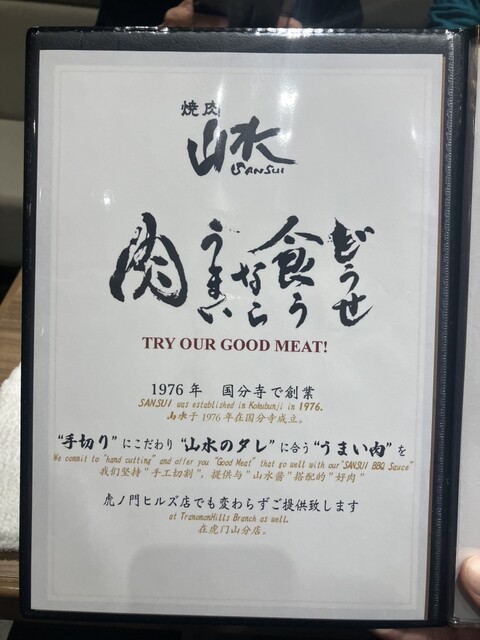 焼肉
山水
SANSUI
どうせ
食う
なら
うまい
肉
TRY OUR GOOD MEAT!
1976年 国分寺で創業
SANSUI was established in Kokubunji in 1976.
山水于1976年在国分寺成立。
“手切り”にこだわり“山水のタレ”に合う“うまい肉”を
We commit to "hand cutting" and offer you "Good Meat" that go well with our "SANSUI BBQ Sauce"
我们坚持"手工切割"，提供与"山水酱"搭配的"好肉"
虎ノ門ヒルズ店でも変わらずご提供致します
at TranomonHills Branch as well.
在虎门山分店。